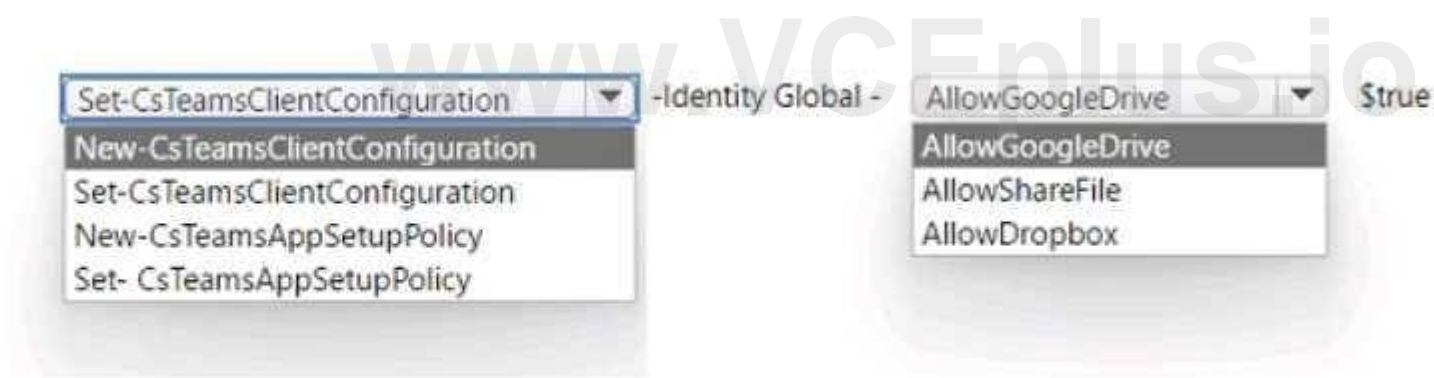 www.VCEplus.io
Set-CsTeamsClientConfiguration -Identity Global - AllowGoogleDrive $true
New-CsTeamsClientConfiguration AllowGoogleDrive
Set-CsTeamsClientConfiguration AllowShareFile
New-CsTeamsAppSetupPolicy AllowDropbox
Set- CsTeamsAppSetupPolicy